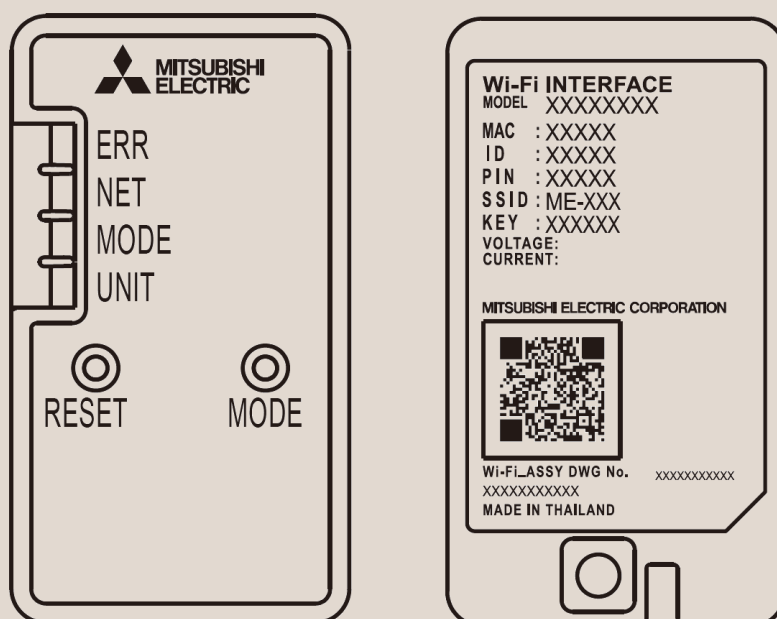 MITSUBISHI
ELECTRIC
ERR
NET
MODE
UNIT
RESET
MODE
Wi-Fi INTERFACE
MODEL XXXXXXXX
MAC : XXXXX
ID : XXXXX
PIN : XXXXX
SSID : ME-XXX
KEY : XXXXXX
VOLTAGE:
CURRENT:
MITSUBISHI ELECTRIC CORPORATION
Wi-Fi_ASSY DWG No. XXXXXXXXXXX
XXXXXXXXXXX
MADE IN THAILAND